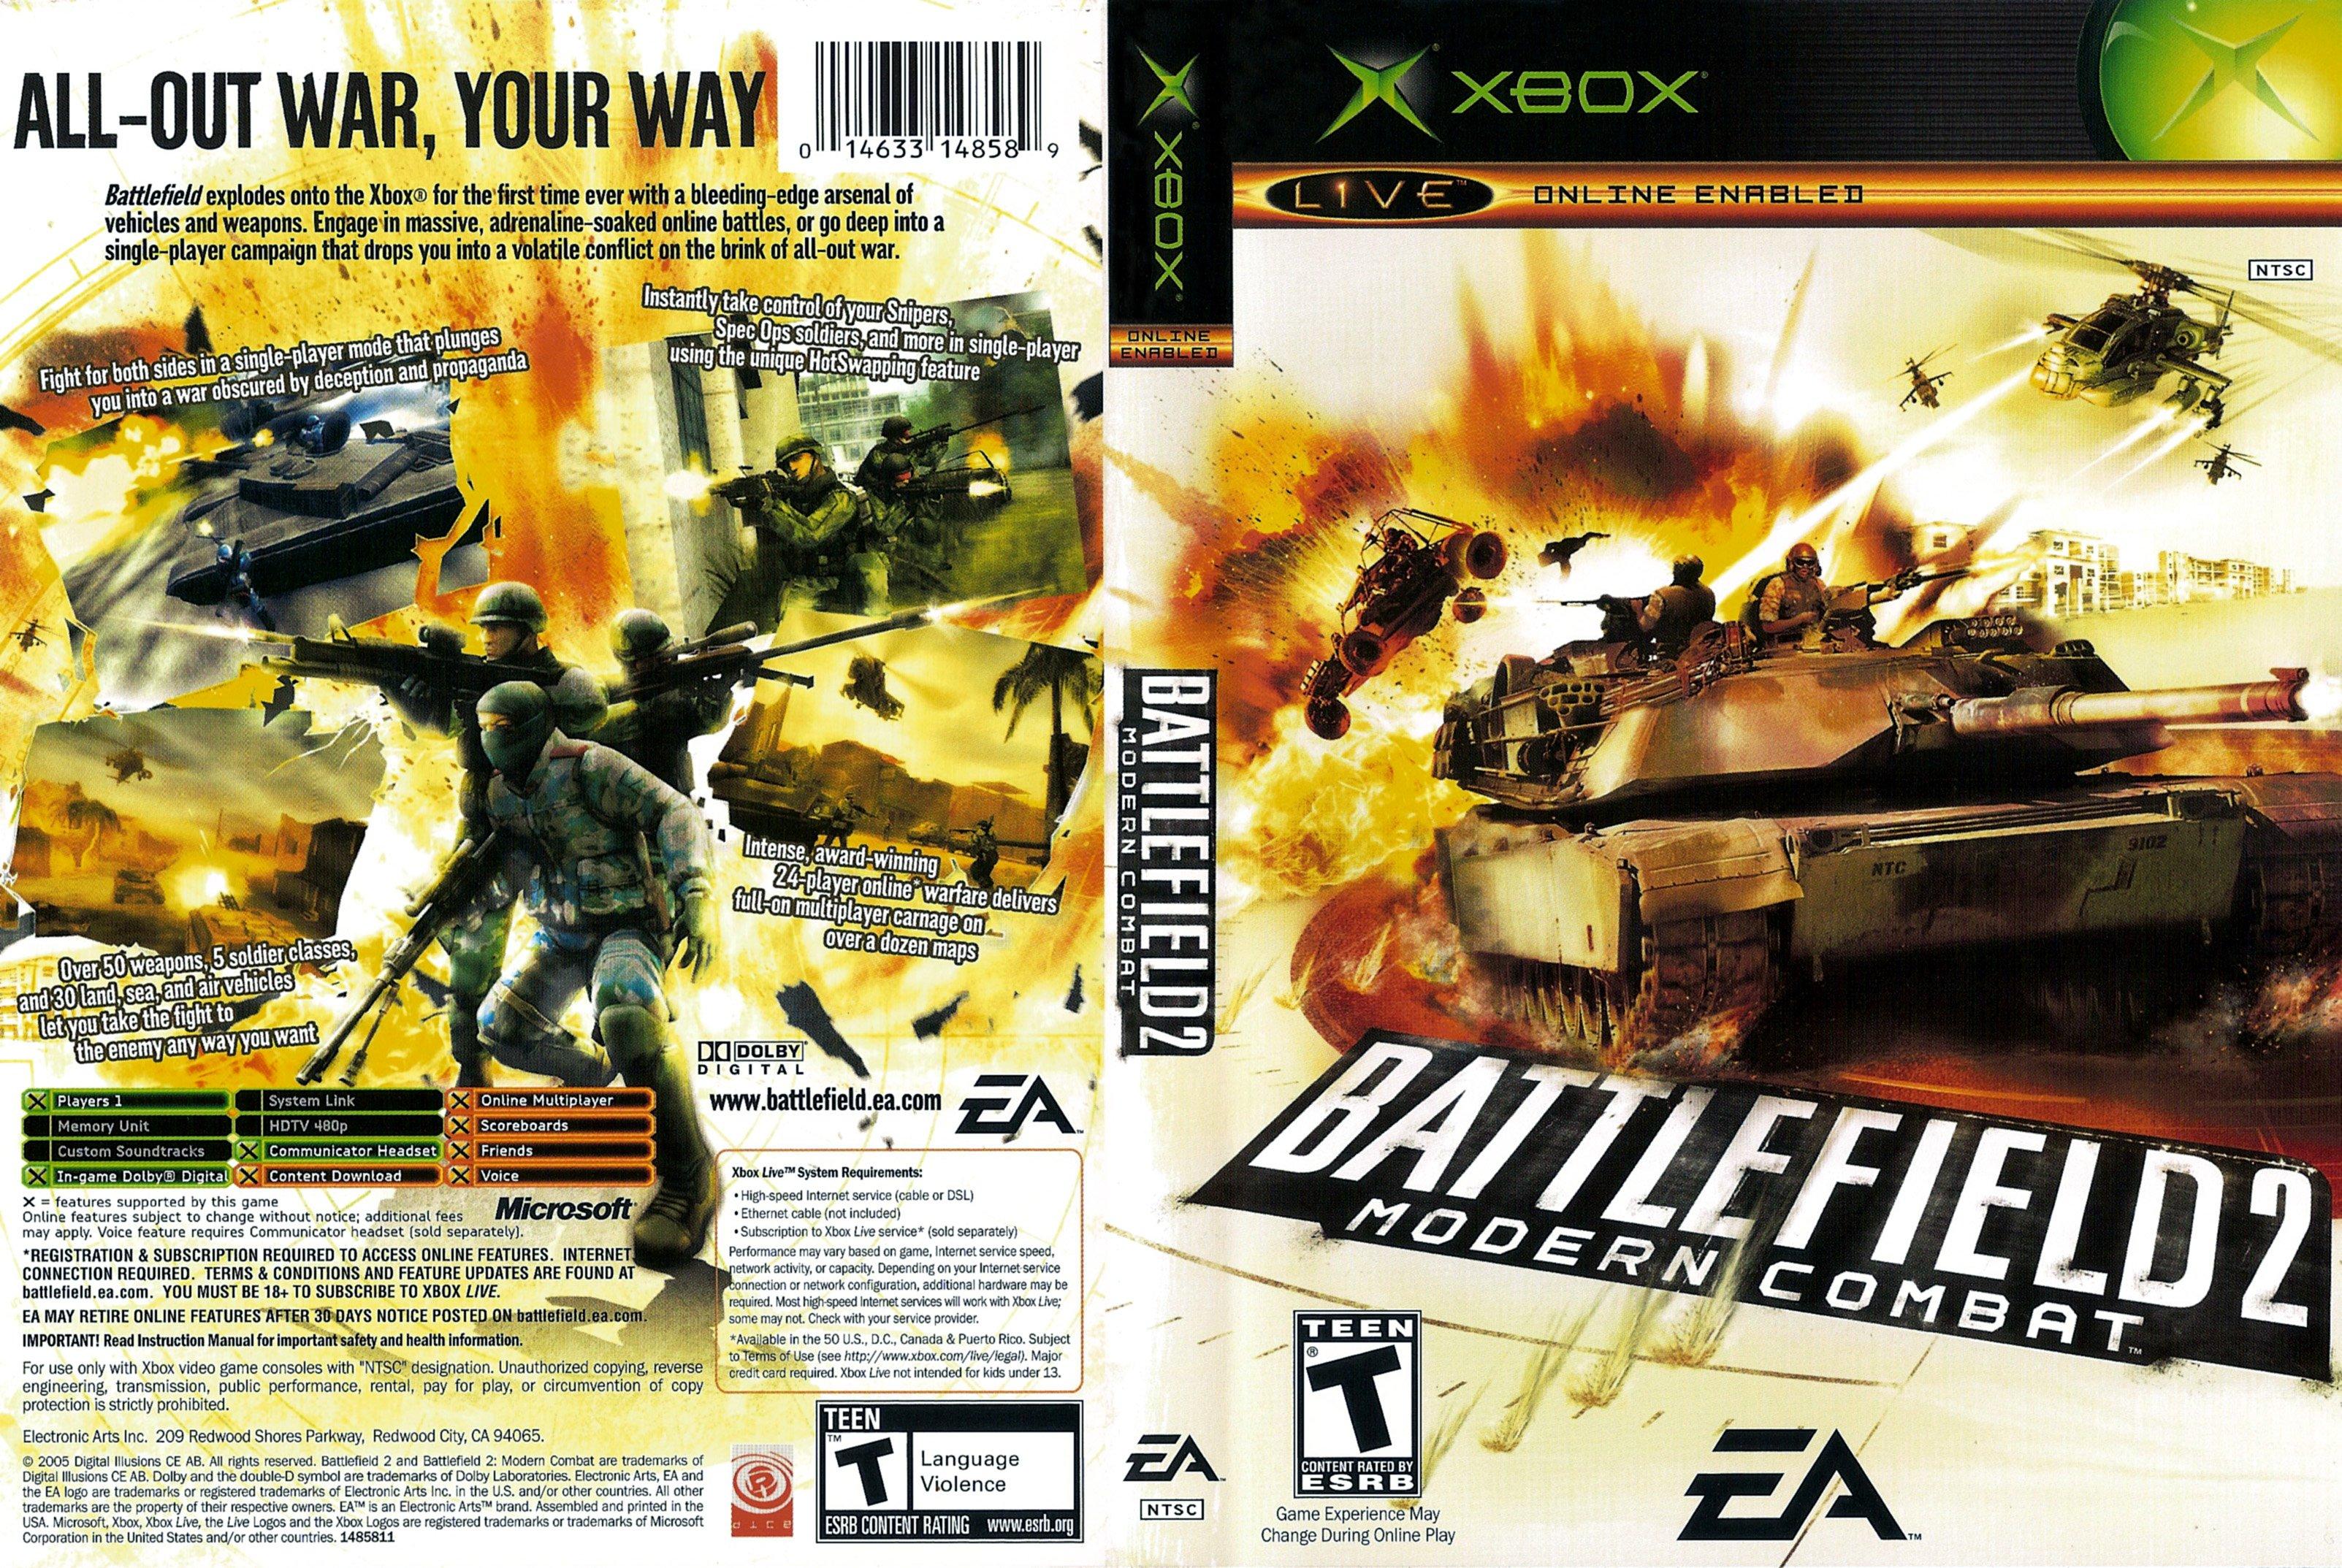 ALL-OUT WAR, YOUR WAY
0 14633 14858 9
Battlefield explodes onto the Xbox® for the first time ever with a bleeding-edge arsenal of
vehicles and weapons. Engage in massive, adrenaline-soaked online battles, or go deep into a
single-player campaign that drops you into a volatile conflict on the brink of all-out war.
Fight for both sides in a single-player mode that plunges
you into a war obscured by deception and propaganda
Instantly take control of your Snipers,
Spec Ops soldiers, and more in single-player
using the unique HotSwapping feature
Intense, award-winning
24-player online* warfare delivers
full-on multiplayer carnage on
over a dozen maps
Over 50 weapons, 5 soldier classes,
and 30 land, sea, and air vehicles
let you take the fight to
the enemy any way you want
DOLBY
DIGITAL
www.battlefield.ea.com
EA™
Players 1
System Link
Online Multiplayer
Memory Unit
HDTV 480p
Scoreboards
Custom Soundtracks
Communicator Headset
Friends
In-game Dolby® Digital
Content Download
Voice
X = features supported by this game
Online features subject to change without notice; additional fees
may apply. Voice feature requires Communicator headset (sold separately).
Microsoft®
*REGISTRATION & SUBSCRIPTION REQUIRED TO ACCESS ONLINE FEATURES. INTERNET
CONNECTION REQUIRED. TERMS & CONDITIONS AND FEATURE UPDATES ARE FOUND AT
battlefield.ea.com. YOU MUST BE 18+ TO SUBSCRIBE TO XBOX LIVE.
EA MAY RETIRE ONLINE FEATURES AFTER 30 DAYS NOTICE POSTED ON battlefield.ea.com.
IMPORTANT! Read Instruction Manual for important safety and health information.
For use only with Xbox video game consoles with "NTSC" designation. Unauthorized copying, reverse
engineering, transmission, public performance, rental, pay for play, or circumvention of copy
protection is strictly prohibited.
Electronic Arts Inc. 209 Redwood Shores Parkway, Redwood City, CA 94065.
© 2005 Digital Illusions CE AB. All rights reserved. Battlefield 2 and Battlefield 2: Modern Combat are trademarks of
Digital Illusions CE AB. Dolby and the double-D symbol are trademarks of Dolby Laboratories. Electronic Arts, EA and
the EA logo are trademarks or registered trademarks of Electronic Arts Inc. in the U.S. and/or other countries. All other
trademarks are the property of their respective owners. EA™ is an Electronic Arts™ brand. Assembled and printed in the
USA. Microsoft, Xbox, Xbox Live, the Live Logos and the Xbox Logos are registered trademarks or trademarks of Microsoft
Corporation in the United States and/or other countries. 1485811
Xbox Live™ System Requirements:
• High-speed Internet service (cable or DSL)
• Ethernet cable (not included)
• Subscription to Xbox Live service* (sold separately)
Performance may vary based on game, Internet service speed,
network activity, or capacity. Depending on your Internet service
connection or network configuration, additional hardware may be
required. Most high-speed Internet services will work with Xbox Live;
some may not. Check with your service provider.
*Available in the 50 U.S., D.C., Canada & Puerto Rico. Subject
to Terms of Use (see http://www.xbox.com/live/legal). Major
credit card required. Xbox Live not intended for kids under 13.
DICE
TEEN
T™
Language
Violence
ESRB CONTENT RATING www.esrb.org
XBOX®
ONLINE
ENABLED
BATTLEFIELD 2
MODERN COMBAT
EA™
NTSC
XBOX®
LIVE™ ONLINE ENABLED
NTSC
9102
NTC
BATTLEFIELD 2
MODERN COMBAT™
TEEN
T®
CONTENT RATED BY
ESRB
Game Experience May
Change During Online Play
EA™